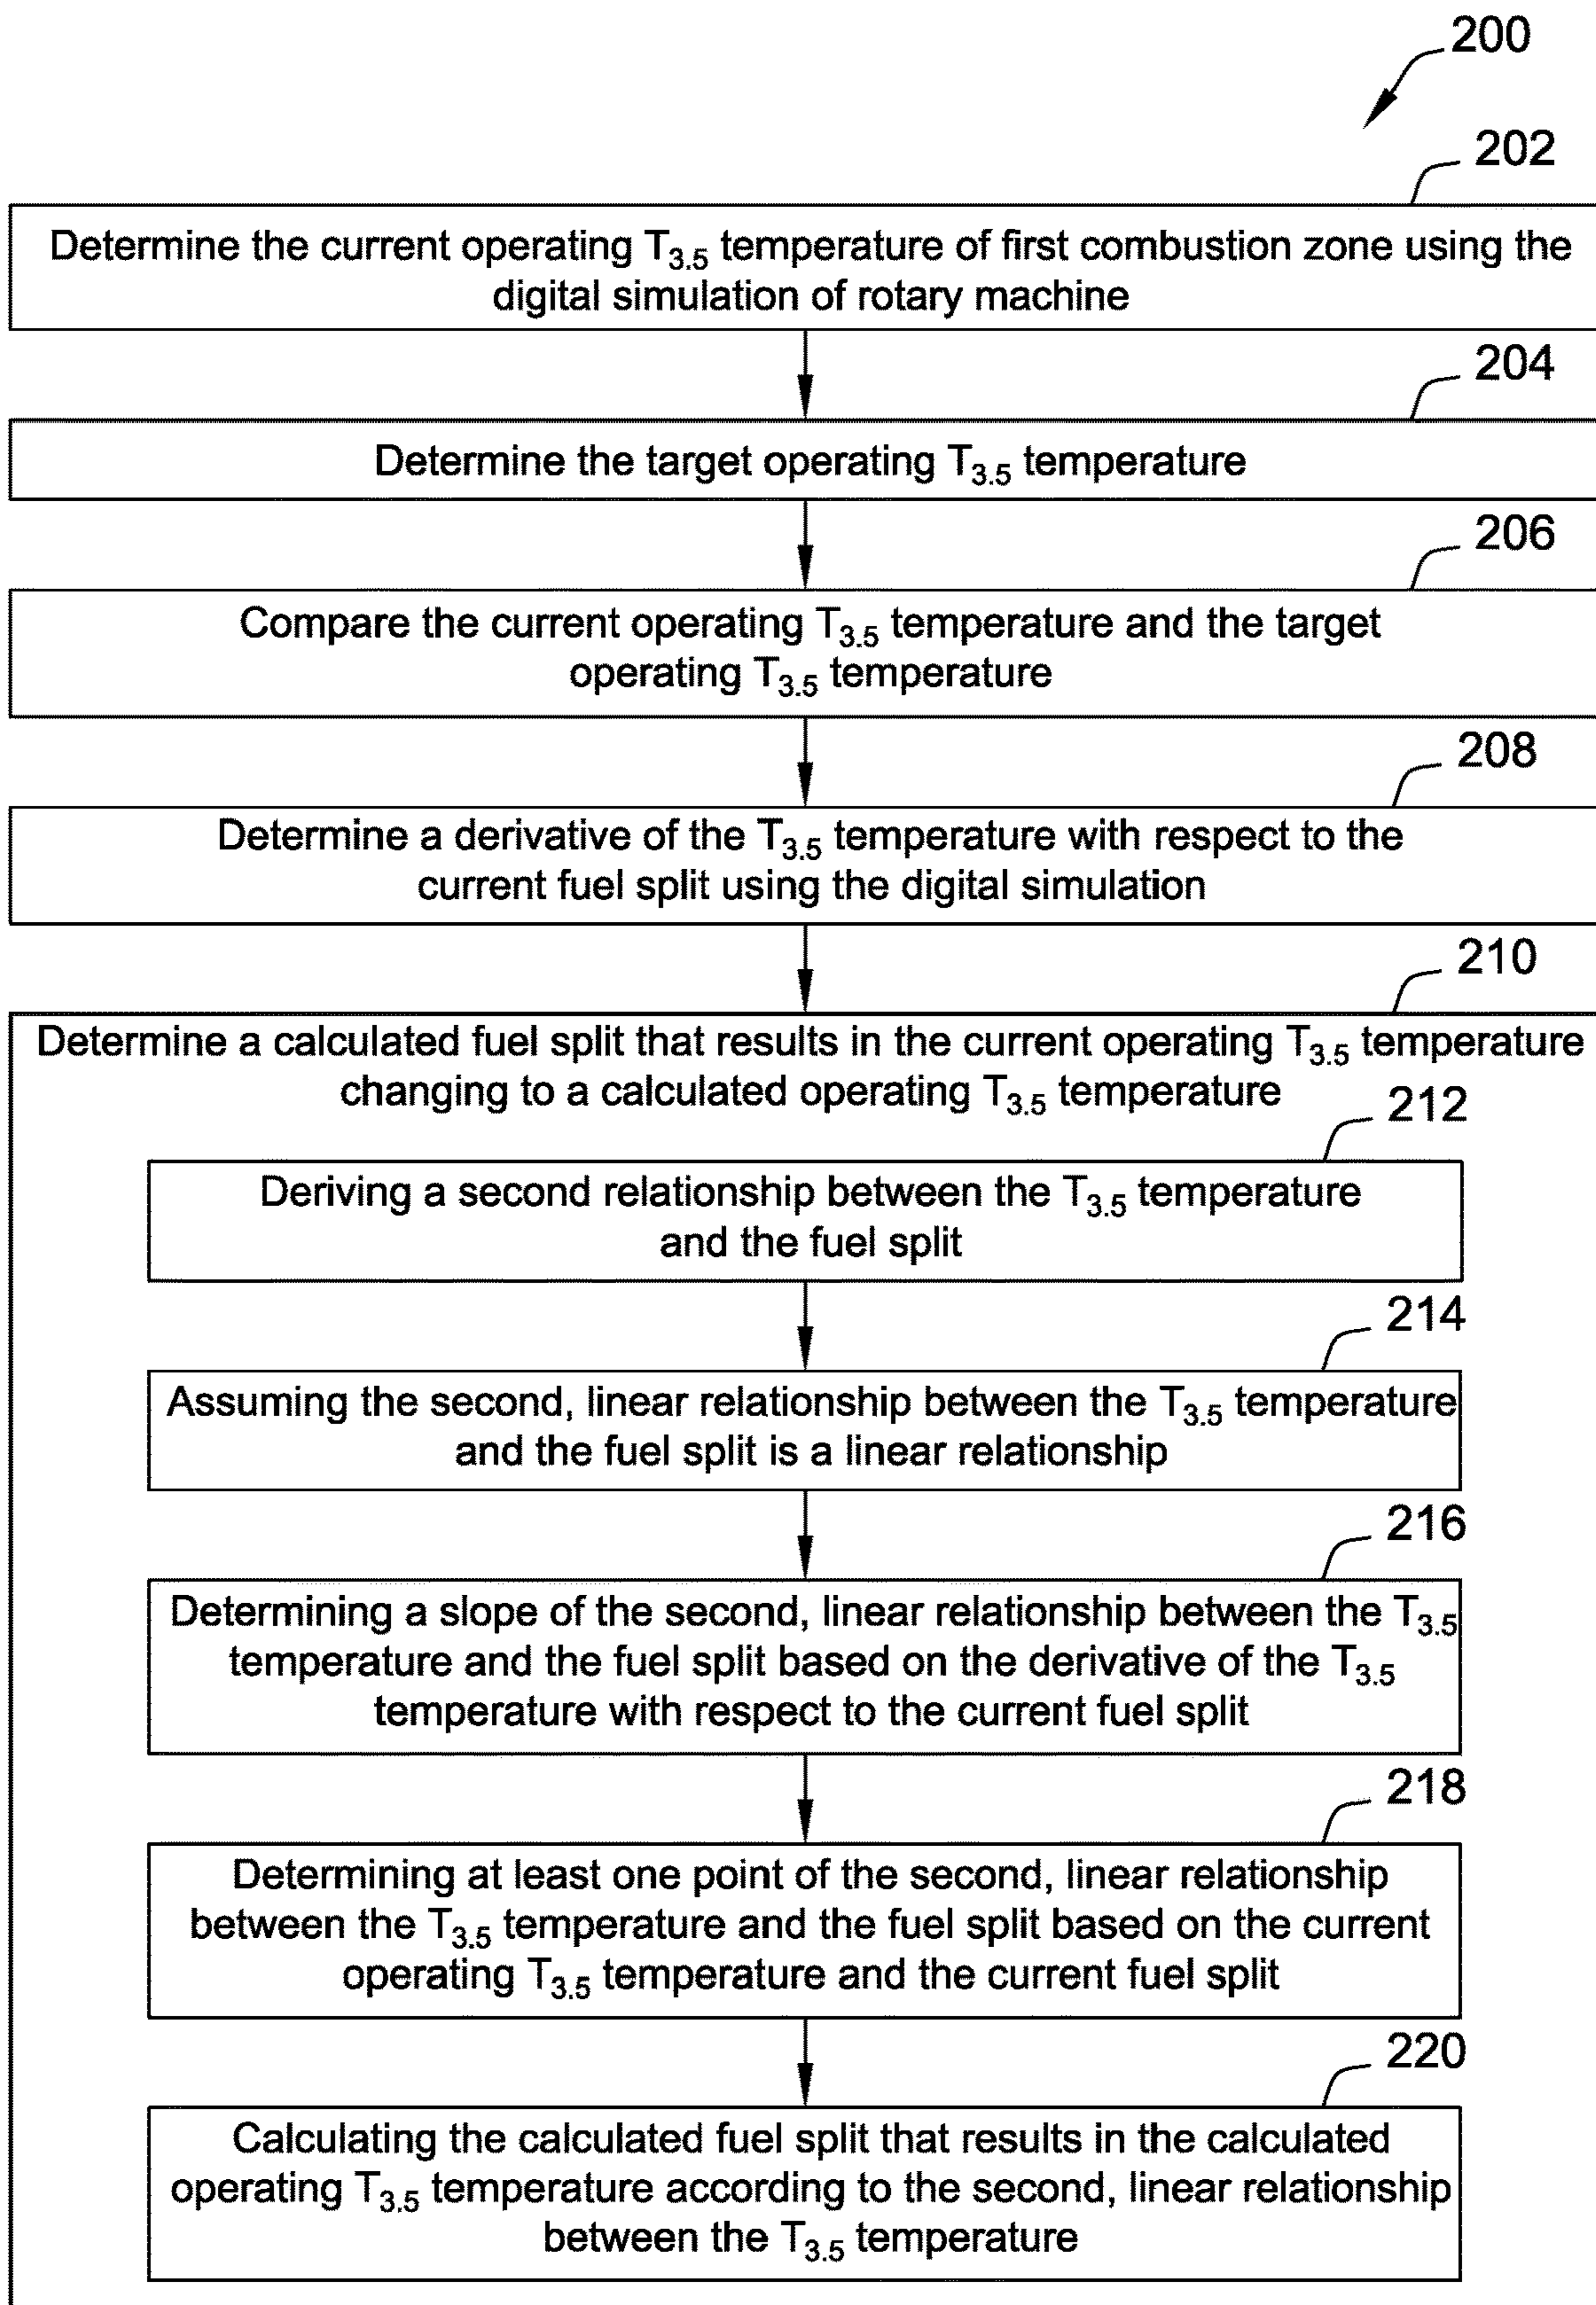 200
202
Determine the current operating T3.5 temperature of first combustion zone using the
digital simulation of rotary machine
204
Determine the target operating T3.5 temperature
206
Compare the current operating T3.5 temperature and the target
operating T3.5 temperature
208
Determine a derivative of the T3.5 temperature with respect to the
current fuel split using the digital simulation
210
Determine a calculated fuel split that results in the current operating T3.5 temperature
changing to a calculated operating T3.5 temperature
212
Deriving a second relationship between the T3.5 temperature
and the fuel split
214
Assuming the second, linear relationship between the T3.5 temperature
and the fuel split is a linear relationship
216
Determining a slope of the second, linear relationship between the T3.5
temperature and the fuel split based on the derivative of the T3.5
temperature with respect to the current fuel split
218
Determining at least one point of the second, linear relationship
between the T3.5 temperature and the fuel split based on the current
operating T3.5 temperature and the current fuel split
220
Calculating the calculated fuel split that results in the calculated
operating T3.5 temperature according to the second, linear relationship
between the T3.5 temperature